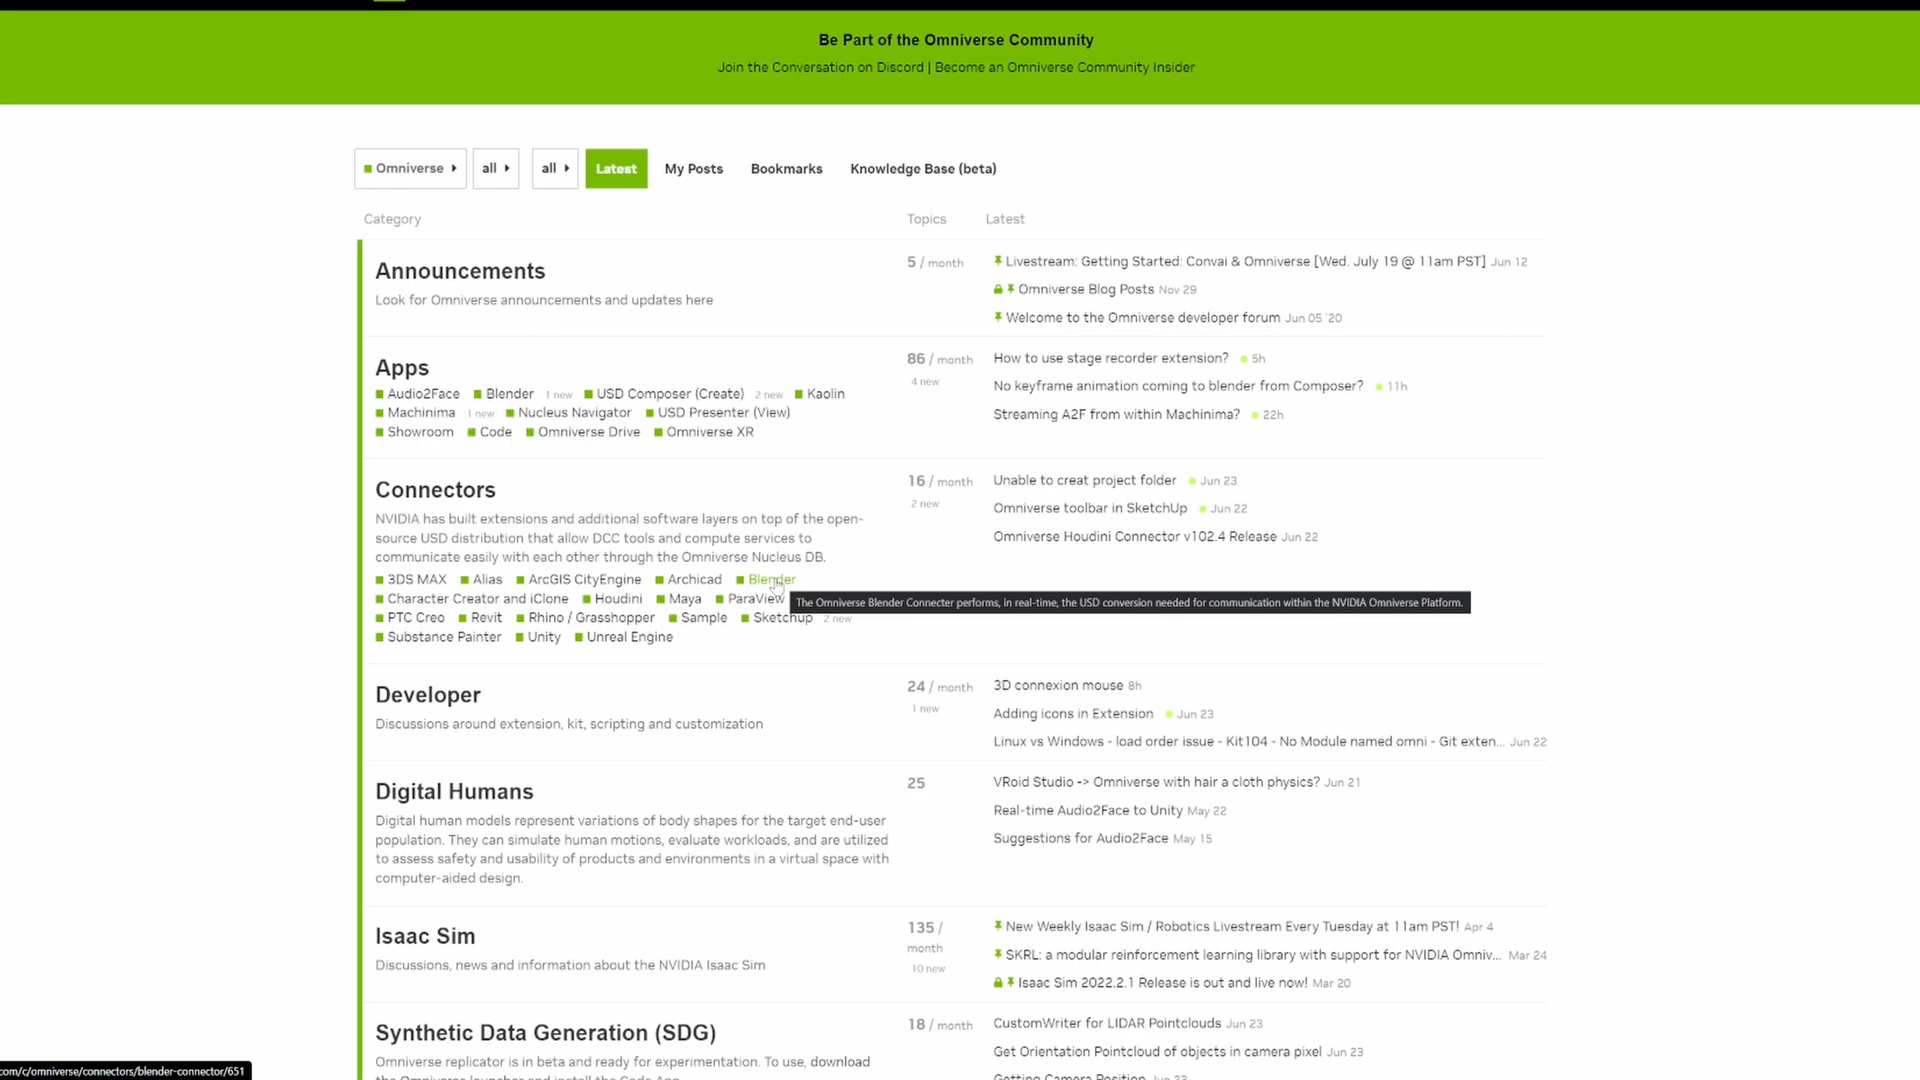 Be Part of the Omniverse Community
Join the Conversation on Discord | Become an Omniverse Community Insider
Omniverse all all Latest My Posts Bookmarks Knowledge Base (beta)
Category Topics Latest
Announcements
Look for Omniverse announcements and updates here
5 / month
Livestream: Getting Started: Convai & Omniverse [Wed. July 19 @ 11am PST] Jun 12
Omniverse Blog Posts Nov 29
Welcome to the Omniverse developer forum Jun 05 '20
Apps
Audio2Face Blender 1 new USD Composer (Create) 2 new Kaolin
Machinima 1 new Nucleus Navigator USD Presenter (View)
Showroom Code Omniverse Drive Omniverse XR
86 / month
4 new
How to use stage recorder extension? 5h
No keyframe animation coming to blender from Composer? 11h
Streaming A2F from within Machinima? 22h
Connectors
NVIDIA has built extensions and additional software layers on top of the open-
source USD distribution that allow DCC tools and compute services to
communicate easily with each other through the Omniverse Nucleus DB.
3DS MAX Alias ArcGIS CityEngine Archicad Blender
Character Creator and iClone Houdini Maya ParaView
The Omniverse Blender Connecter performs, in real-time, the USD conversion needed for communication within the NVIDIA Omniverse Platform.
PTC Creo Revit Rhino / Grasshopper Sample Sketchup 2 new
Substance Painter Unity Unreal Engine
16 / month
2 new
Unable to creat project folder Jun 23
Omniverse toolbar in SketchUp Jun 22
Omniverse Houdini Connector v102.4 Release Jun 22
Developer
Discussions around extension, kit, scripting and customization
24 / month
1 new
3D connexion mouse 8h
Adding icons in Extension Jun 23
Linux vs Windows - load order issue - Kit104 - No Module named omni - Git exten... Jun 22
Digital Humans
Digital human models represent variations of body shapes for the target end-user
population. They can simulate human motions, evaluate workloads, and are utilized
to assess safety and usability of products and environments in a virtual space with
computer-aided design.
25
VRoid Studio -> Omniverse with hair a cloth physics? Jun 21
Real-time Audio2Face to Unity May 22
Suggestions for Audio2Face May 15
Isaac Sim
Discussions, news and information about the NVIDIA Isaac Sim
135 /
month
10 new
New Weekly Isaac Sim / Robotics Livestream Every Tuesday at 11am PST! Apr 4
SKRL: a modular reinforcement learning library with support for NVIDIA Omniv... Mar 24
Isaac Sim 2022.2.1 Release is out and live now! Mar 20
Synthetic Data Generation (SDG)
Omniverse replicator is in beta and ready for experimentation. To use, download
the Omniverse launcher and install the Code App
18 / month
CustomWriter for LIDAR Pointclouds Jun 23
Get Orientation Pointcloud of objects in camera pixel Jun 23
Getting Camera Position Jun 23
com/c/omniverse/connectors/blender-connector/651